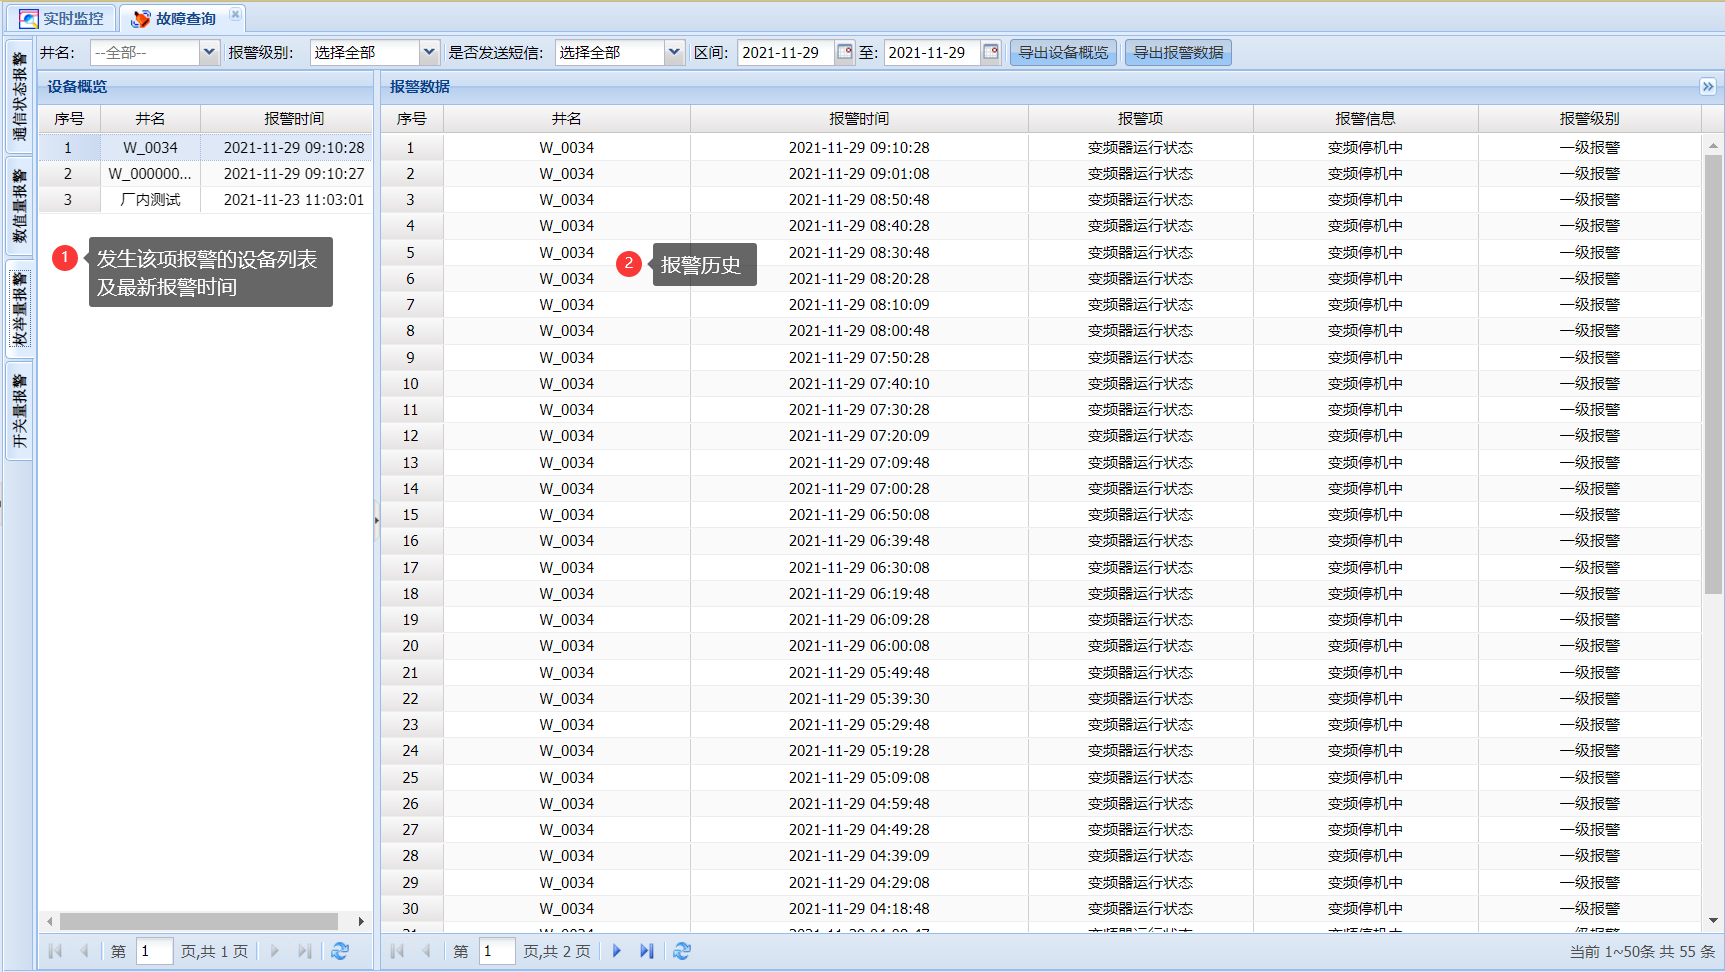 实时监控 故障查询
井名: --全部-- 报警级别: 选择全部 是否发送短信: 选择全部 区间: 2021-11-29 至: 2021-11-29 导出设备概览 导出报警数据
通信状态报警
数值量报警
枚举量报警
开关量报警
设备概览
序号 井名 报警时间
1 W_0034 2021-11-29 09:10:28
2 W_000000... 2021-11-29 09:10:27
3 厂内测试 2021-11-23 11:03:01
1 发生该项报警的设备列表
及最新报警时间
第 1 页,共 1 页
报警数据
序号 井名 报警时间 报警项 报警信息 报警级别
1 W_0034 2021-11-29 09:10:28 变频器运行状态 变频停机中 一级报警
2 W_0034 2021-11-29 09:01:08 变频器运行状态 变频停机中 一级报警
3 W_0034 2021-11-29 08:50:48 变频器运行状态 变频停机中 一级报警
4 W_0034 2021-11-29 08:40:28 变频器运行状态 变频停机中 一级报警
5 W_0034 2021-11-29 08:30:48 变频器运行状态 变频停机中 一级报警
6 W_0034 2021-11-29 08:20:28 变频器运行状态 变频停机中 一级报警
7 W_0034 2021-11-29 08:10:09 变频器运行状态 变频停机中 一级报警
8 W_0034 2021-11-29 08:00:48 变频器运行状态 变频停机中 一级报警
9 W_0034 2021-11-29 07:50:28 变频器运行状态 变频停机中 一级报警
10 W_0034 2021-11-29 07:40:10 变频器运行状态 变频停机中 一级报警
11 W_0034 2021-11-29 07:30:28 变频器运行状态 变频停机中 一级报警
12 W_0034 2021-11-29 07:20:09 变频器运行状态 变频停机中 一级报警
13 W_0034 2021-11-29 07:09:48 变频器运行状态 变频停机中 一级报警
14 W_0034 2021-11-29 07:00:28 变频器运行状态 变频停机中 一级报警
15 W_0034 2021-11-29 06:50:08 变频器运行状态 变频停机中 一级报警
16 W_0034 2021-11-29 06:39:48 变频器运行状态 变频停机中 一级报警
17 W_0034 2021-11-29 06:30:08 变频器运行状态 变频停机中 一级报警
18 W_0034 2021-11-29 06:19:48 变频器运行状态 变频停机中 一级报警
19 W_0034 2021-11-29 06:09:28 变频器运行状态 变频停机中 一级报警
20 W_0034 2021-11-29 06:00:08 变频器运行状态 变频停机中 一级报警
21 W_0034 2021-11-29 05:49:48 变频器运行状态 变频停机中 一级报警
22 W_0034 2021-11-29 05:39:30 变频器运行状态 变频停机中 一级报警
23 W_0034 2021-11-29 05:29:48 变频器运行状态 变频停机中 一级报警
24 W_0034 2021-11-29 05:19:28 变频器运行状态 变频停机中 一级报警
25 W_0034 2021-11-29 05:09:08 变频器运行状态 变频停机中 一级报警
26 W_0034 2021-11-29 04:59:48 变频器运行状态 变频停机中 一级报警
27 W_0034 2021-11-29 04:49:28 变频器运行状态 变频停机中 一级报警
28 W_0034 2021-11-29 04:39:09 变频器运行状态 变频停机中 一级报警
29 W_0034 2021-11-29 04:29:08 变频器运行状态 变频停机中 一级报警
30 W_0034 2021-11-29 04:18:48 变频器运行状态 变频停机中 一级报警
2 报警历史
第 1 页,共 2 页 当前 1~50条 共 55 条